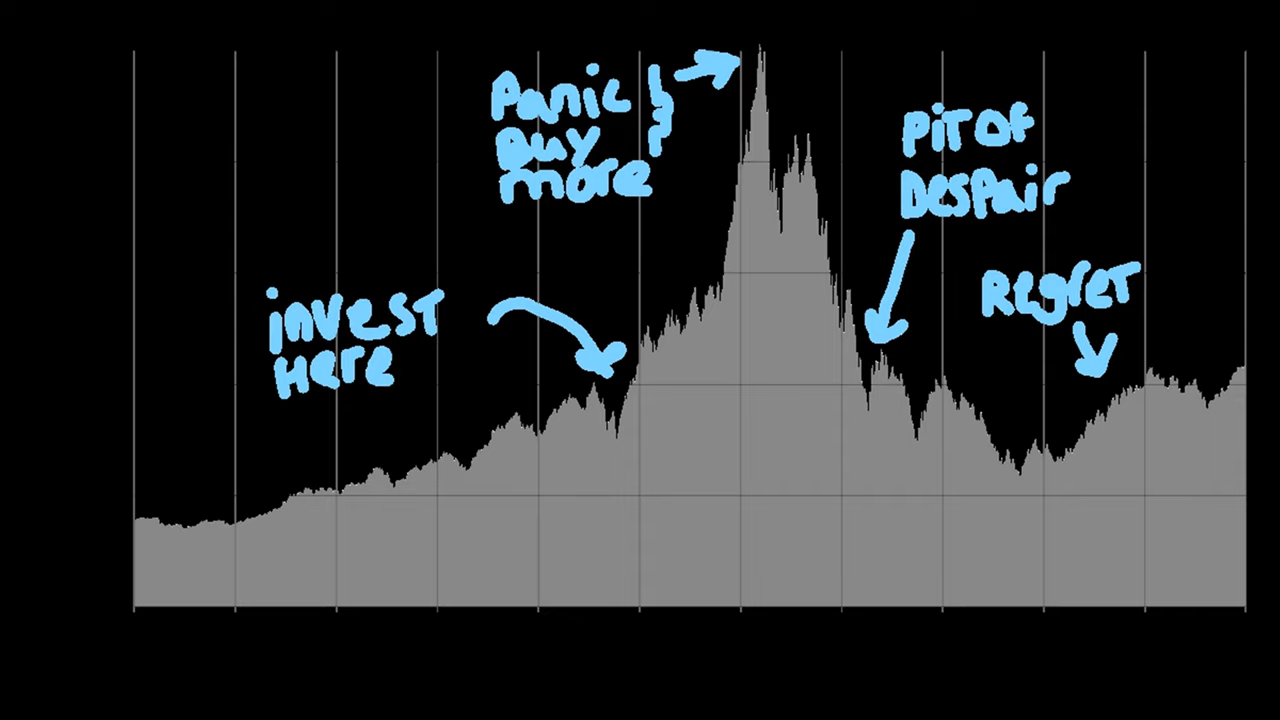 Panic
Buy
more
PiT OF
DESPair
invEST
HEre
REgreT